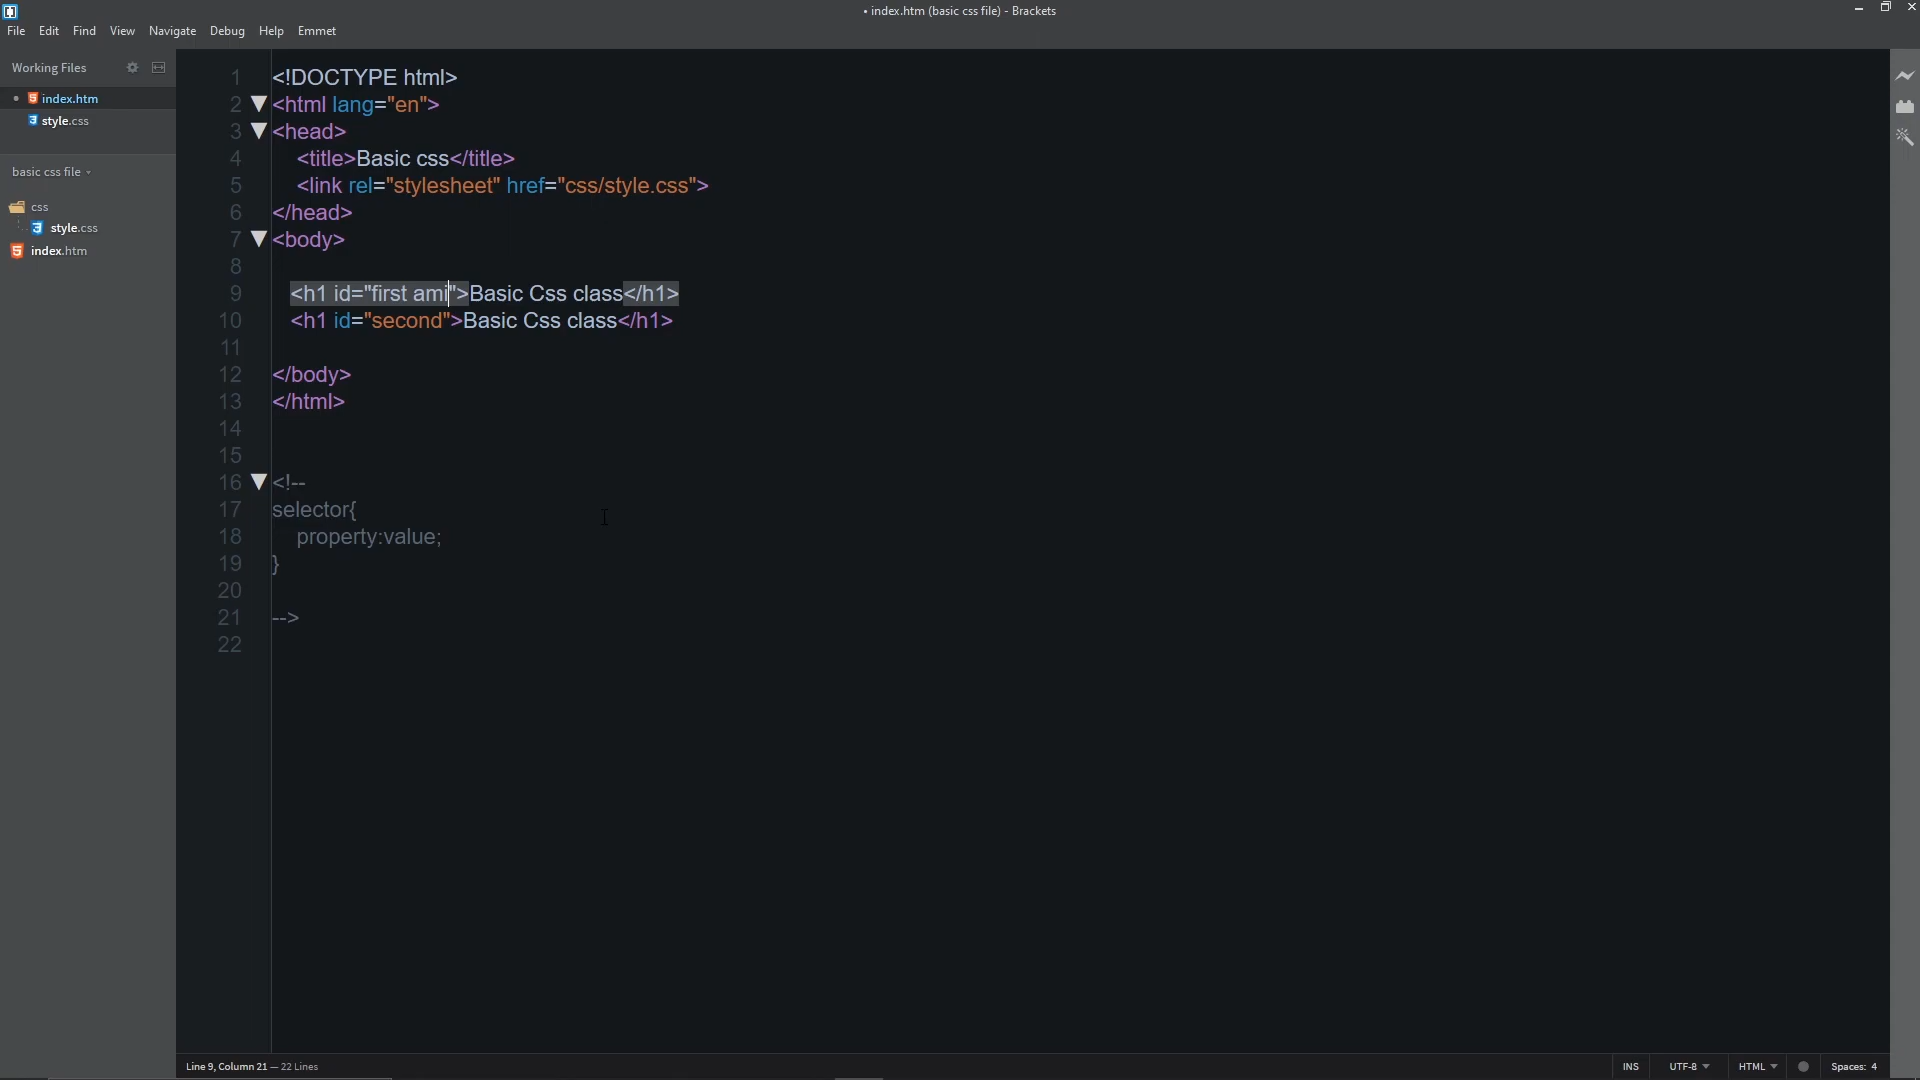 • index.htm (basic css file) - Brackets
File Edit Find View Navigate Debug Help Emmet
Working Files
• index.htm
style.css
basic css file
css
style.css
index.htm
1 <!DOCTYPE html>
2 <html lang="en">
3 <head>
4 <title>Basic css</title>
5 <link rel="stylesheet" href="css/style.css">
6 </head>
7 <body>
8
9 <h1 id="first ami">Basic Css class</h1>
10 <h1 id="second">Basic Css class</h1>
11
12 </body>
13 </html>
14
15
16 <!--
17 selector{
18 property:value;
19 }
20
21 -->
22
Line 9, Column 21 — 22 Lines
INS UTF-8 HTML Spaces: 4